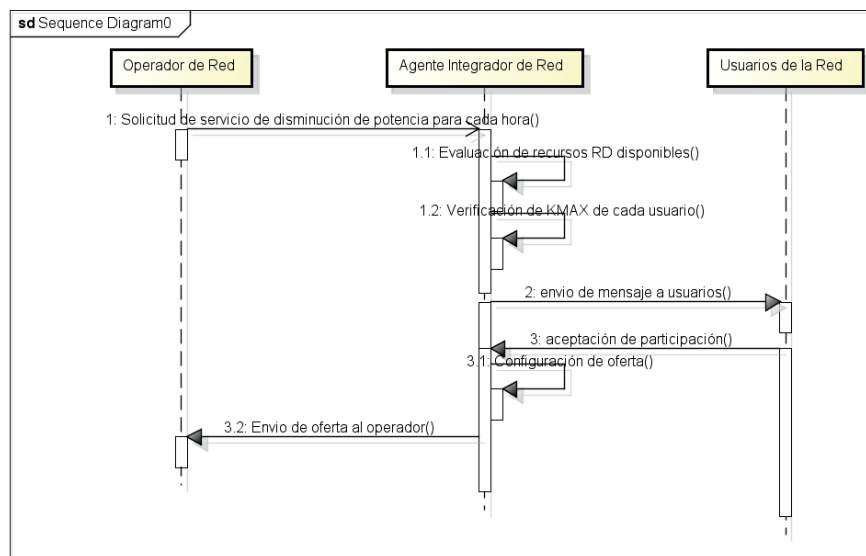 sd Sequence Diagram0
Operador de Red
Agente Integrador de Red
Usuarios de la Red
1: Solicitud de servicio de disminución de potencia para cada hora()
1.1: Evaluación de recursos RD disponibles()
1.2: Verificación de KMAX de cada usuario()
2: envio de mensaje a usuarios()
3: aceptación de participación()
3.1: Configuración de oferta()
3.2: Envio de oferta al operador()